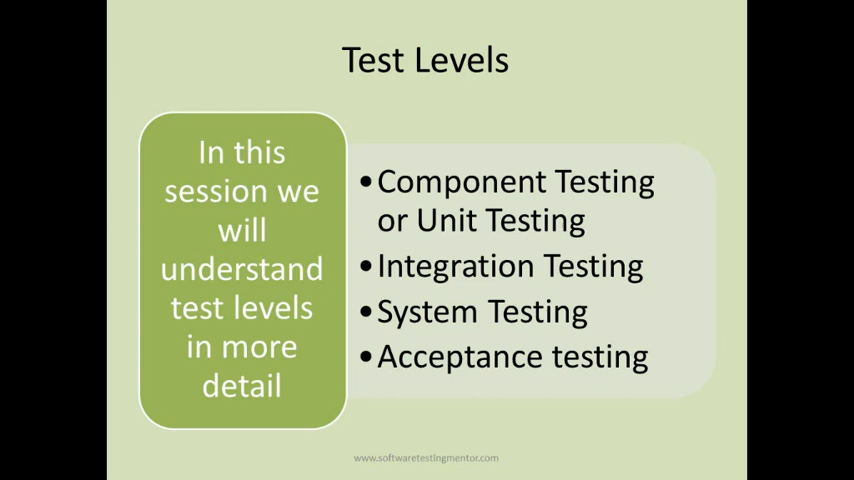 Test Levels
In this
session we
will
understand
test levels
in more
detail
•Component Testing
or Unit Testing
•Integration Testing
•System Testing
•Acceptance testing
www.softwaretestingmentor.com